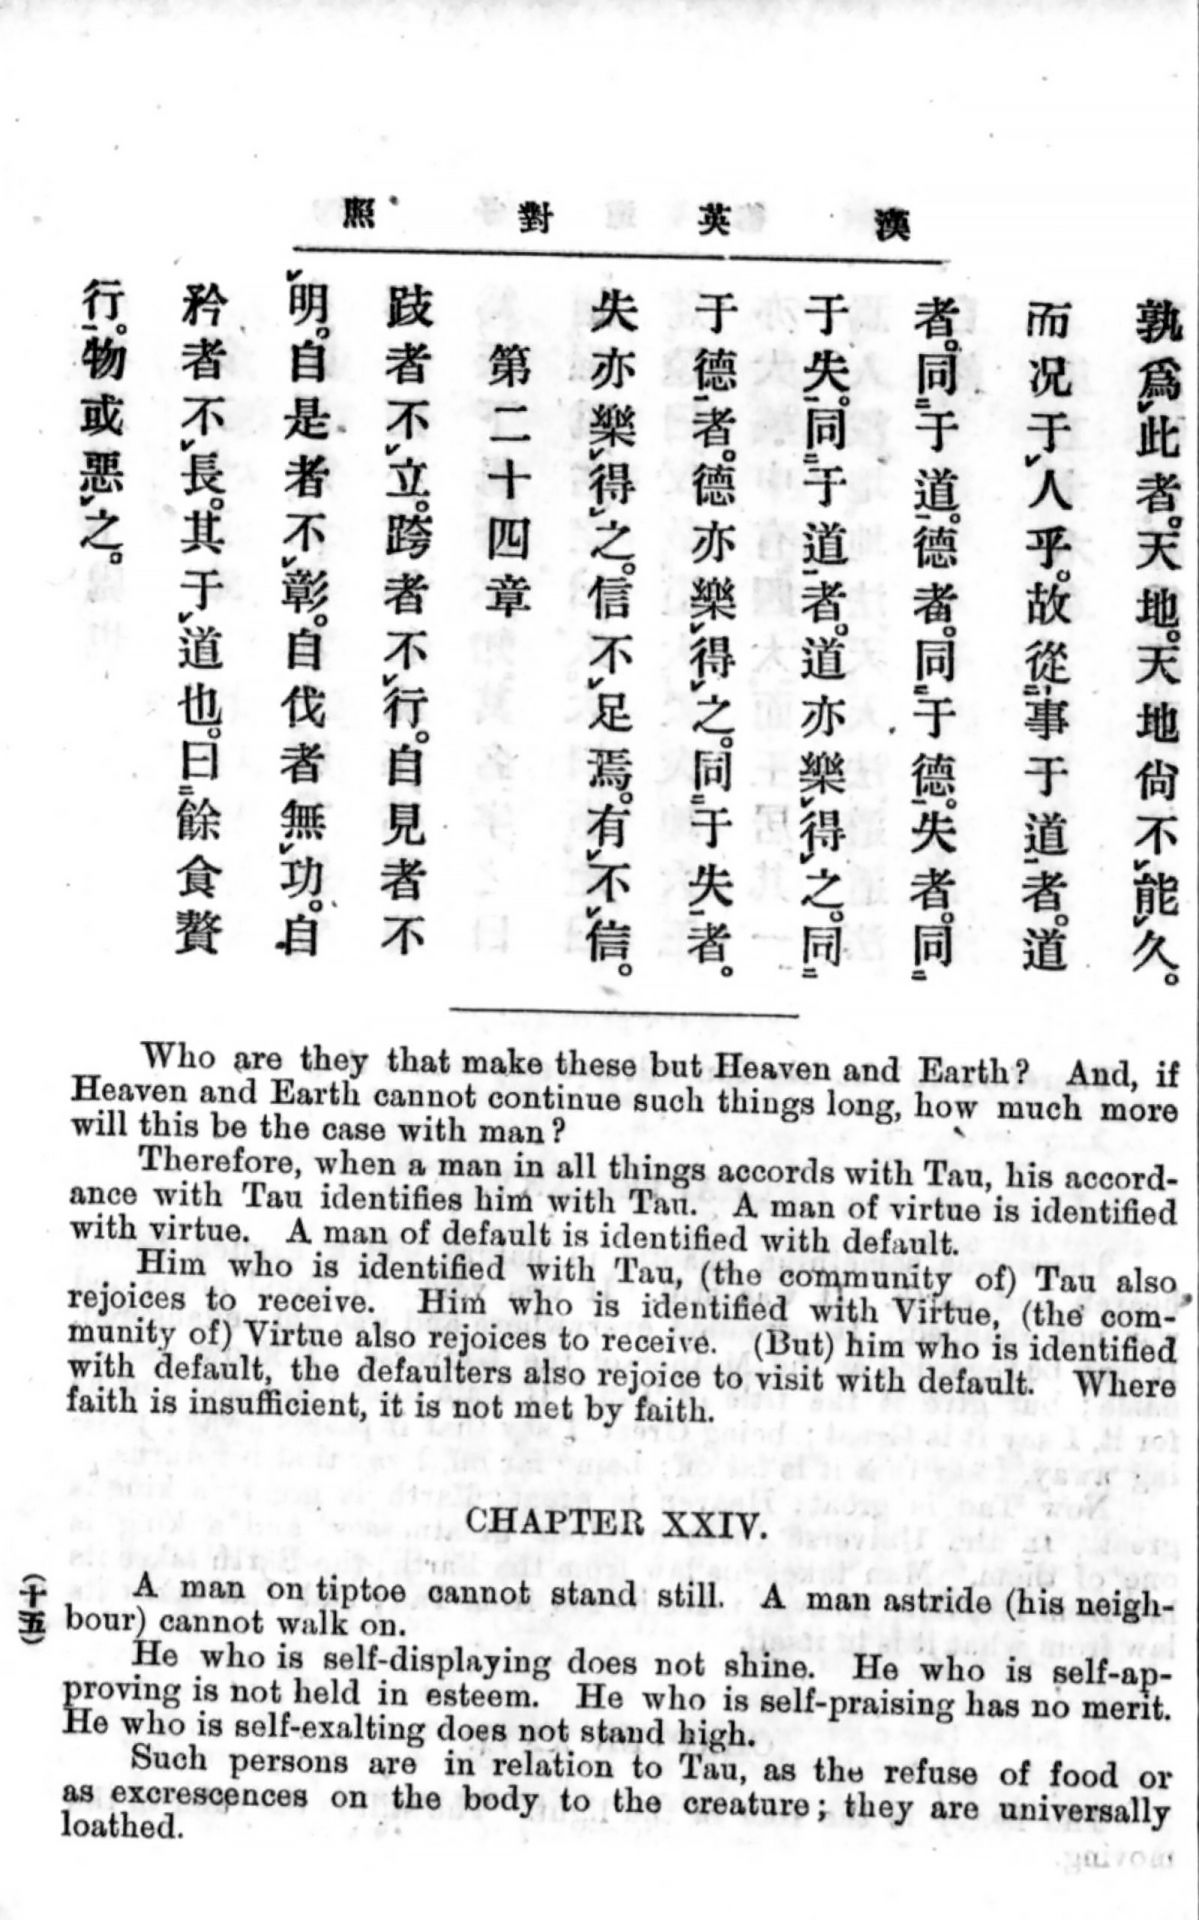 漢英對照
孰爲此者。天地。天地尙不能久。
而况于人乎。故從事于道者。道
者。同于道。德者。同于德。失者。同
于失。同于道者。道亦樂得之。同
于德者。德亦樂得之。同于失者。
失亦樂得之。信不足焉。有不信。
第二十四章
跂者不立。跨者不行。自見者不
明。自是者不彰。自伐者無功。自
矜者不長。其于道也。曰餘食贅
行。物或惡之。
Who are they that make these but Heaven and Earth? And, if
Heaven and Earth cannot continue such things long, how much more
will this be the case with man?
Therefore, when a man in all things accords with Tau, his accord-
ance with Tau identifies him with Tau. A man of virtue is identified
with virtue. A man of default is identified with default.
Him who is identified with Tau, (the community of) Tau also
rejoices to receive. Him who is identified with Virtue, (the com-
munity of) Virtue also rejoices to receive. (But) him who is identified
with default, the defaulters also rejoice to visit with default. Where
faith is insufficient, it is not met by faith.
CHAPTER XXIV.
A man on tiptoe cannot stand still. A man astride (his neigh-
bour) cannot walk on.
He who is self-displaying does not shine. He who is self-ap-
proving is not held in esteem. He who is self-praising has no merit.
He who is self-exalting does not stand high.
Such persons are in relation to Tau, as the refuse of food or
as excrescences on the body to the creature; they are universally
loathed.
(十五)